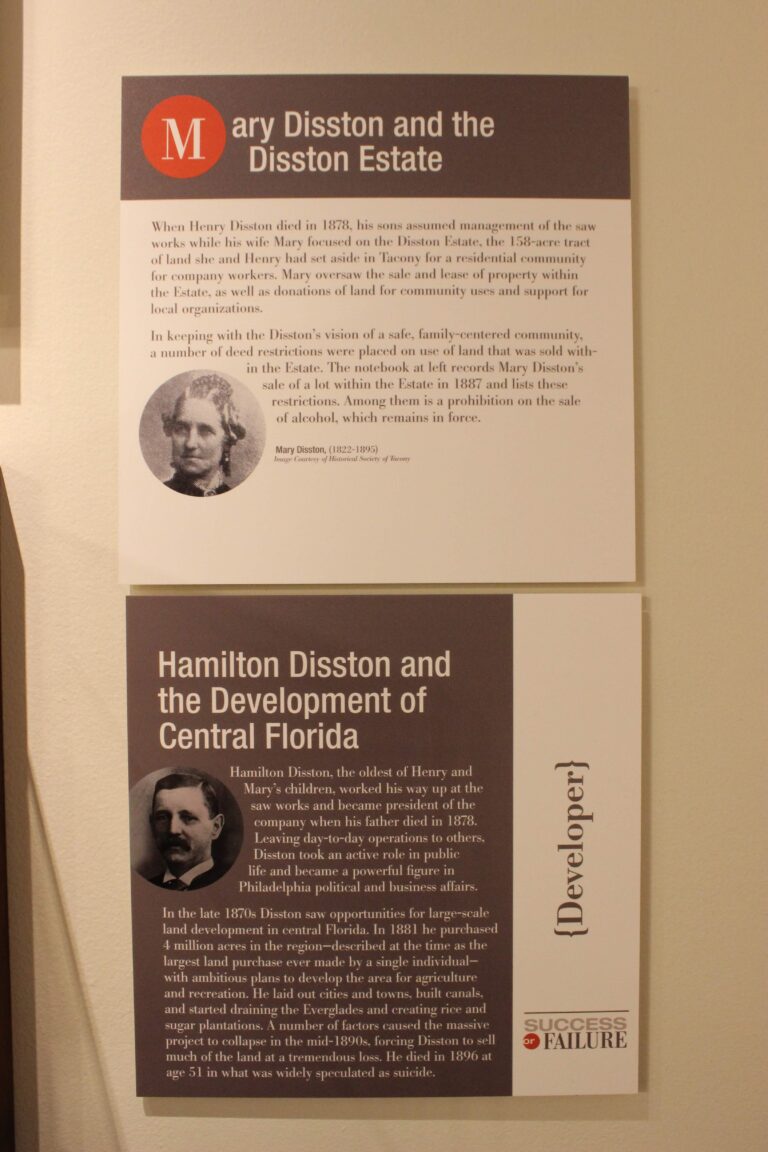 Mary Disston and the
Disston Estate
When Henry Disston died in 1878, his sons assumed management of the saw
works while his wife Mary focused on the Disston Estate, the 158-acre tract
of land she and Henry had set aside in Tacony for a residential community
for company workers. Mary oversaw the sale and lease of property within
the Estate, as well as donations of land for community uses and support for
local organizations.
In keeping with the Disston's vision of a safe, family-centered community,
a number of deed restrictions were placed on use of land that was sold with-
in the Estate. The notebook at left records Mary Disston's
sale of a lot within the Estate in 1887 and lists these
restrictions. Among them is a prohibition on the sale
of alcohol, which remains in force.
Mary Disston, (1822-1895)
Image Courtesy of Historical Society of Tacony
Hamilton Disston and
the Development of
Central Florida
Hamilton Disston, the oldest of Henry and
Mary's children, worked his way up at the
saw works and became president of the
company when his father died in 1878.
Leaving day-to-day operations to others,
Disston took an active role in public
life and became a powerful figure in
Philadelphia political and business affairs.
In the late 1870s Disston saw opportunities for large-scale
land development in central Florida. In 1881 he purchased
4 million acres in the region—described at the time as the
largest land purchase ever made by a single individual—
with ambitious plans to develop the area for agriculture
and recreation. He laid out cities and towns, built canals,
and started draining the Everglades and creating rice and
sugar plantations. A number of factors caused the massive
project to collapse in the mid-1890s, forcing Disston to sell
much of the land at a tremendous loss. He died in 1896 at
age 51 in what was widely speculated as suicide.
{Developer}
SUCCESS
or FAILURE